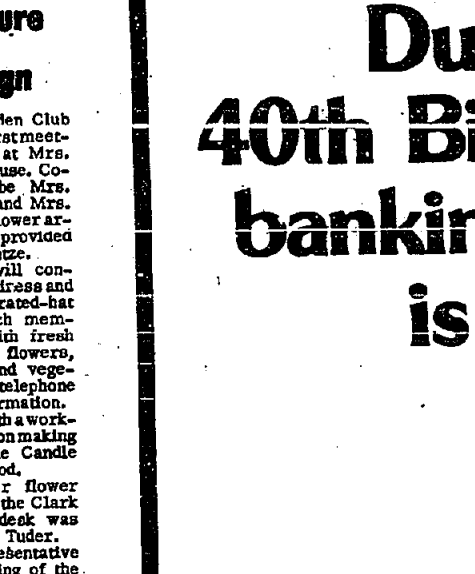 ure
gn
den Club
rst meet-
at Mrs.
use. Co-
be Mrs.
and Mrs.
lower ar-
provided
tze.
will con-
dress and
rated-hat
ch mem-
ith fresh
flowers,
nd vege-
telephone
rmation.
th a work-
on making
e Candle
od.
r flower
the Clark
desk was
Tuder.
esentative
ing of the
Du
40th Bi
bankin
is